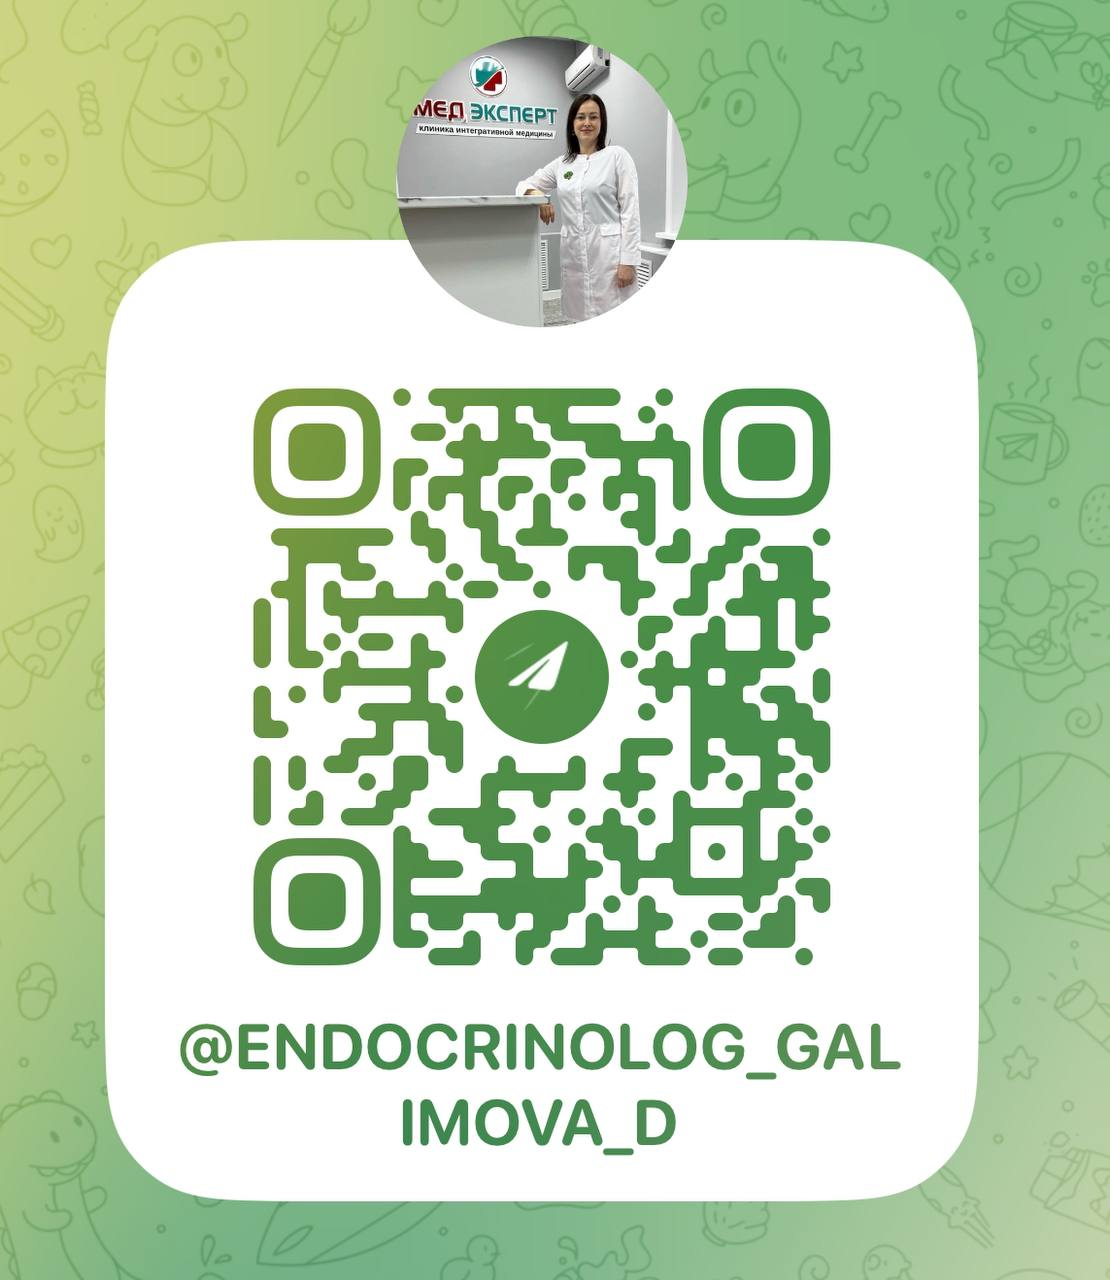 МЕД ЭКСПЕРТ
клиника интегративной медицины
@ENDOCRINOLOG_GAL
IMOVA_D